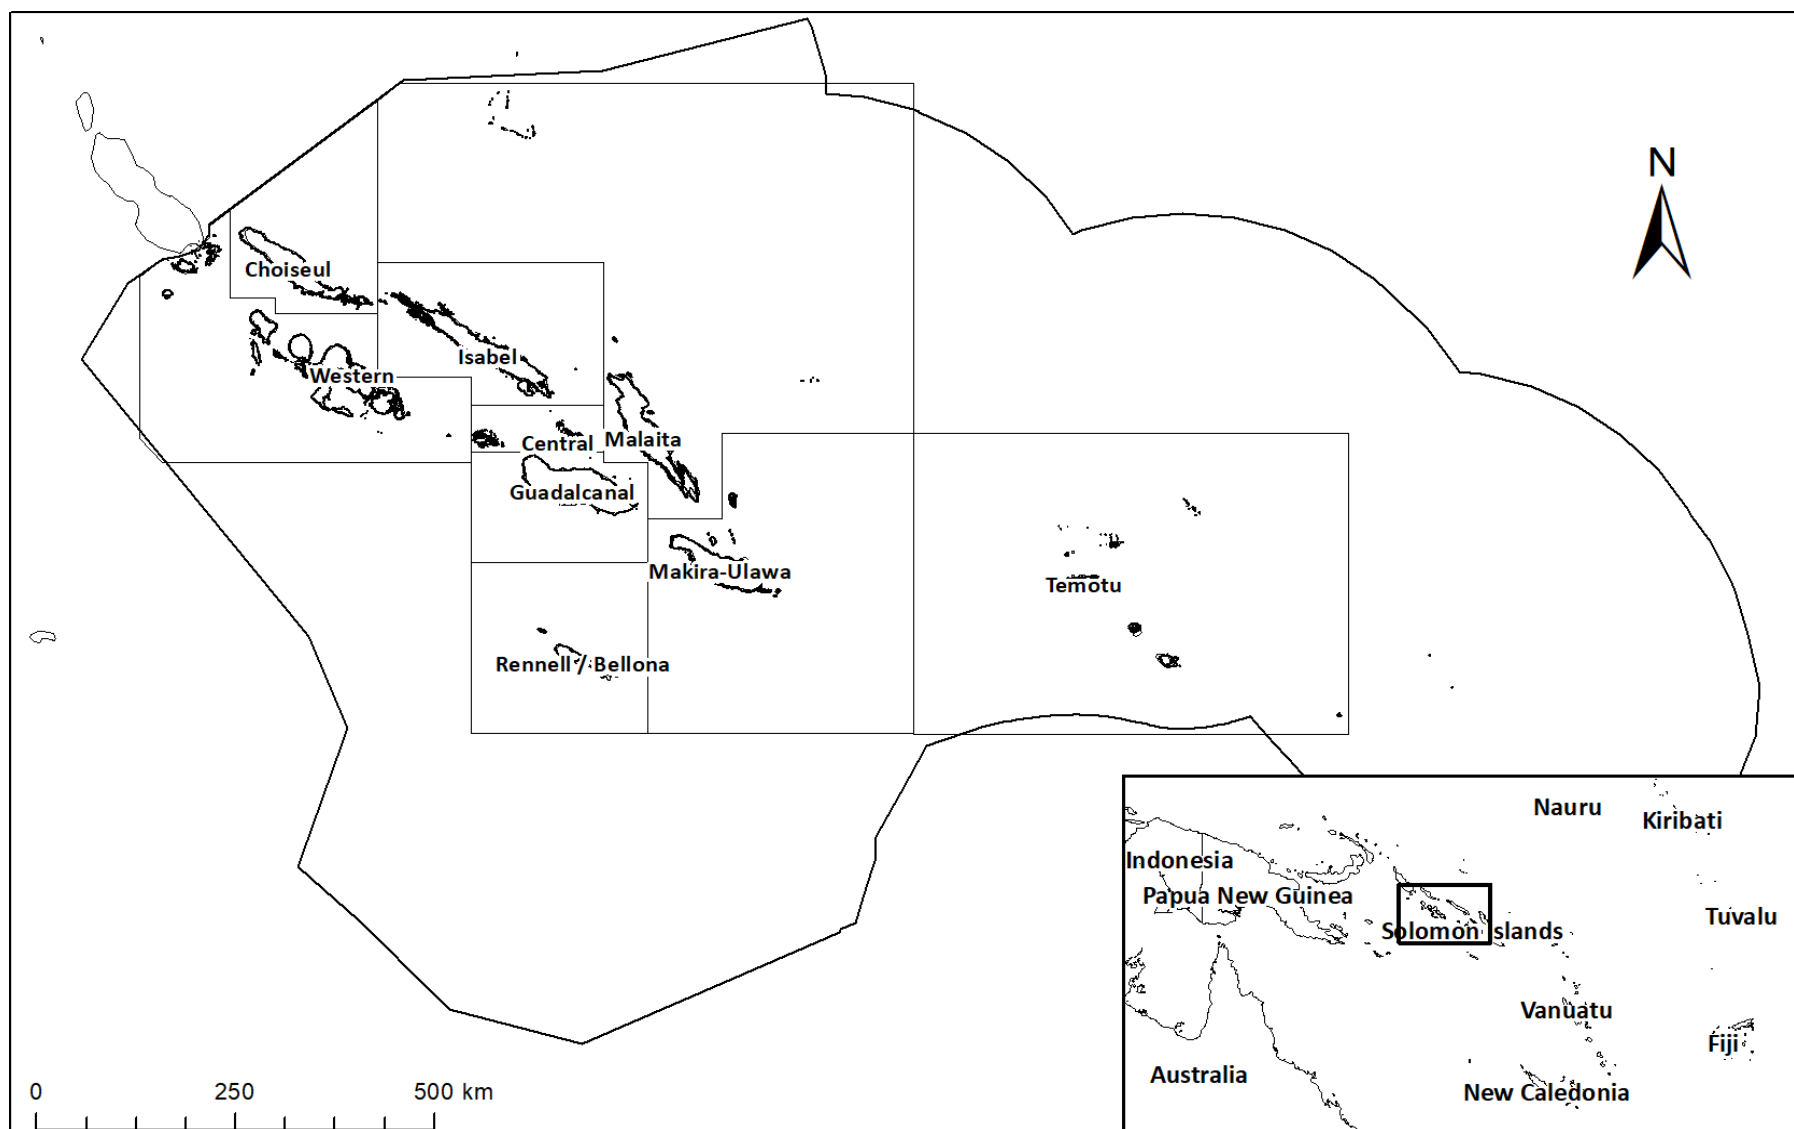 N
Choiseul
Isabel
Western
Central
Malaita
Guadalcanal
Makira-Ulawa
Temotu
Rennell / Bellona
0 250 500 km
Nauru
Kiribati
Indonesia
Papua New Guinea
Tuvalu
Solomon Islands
Vanuatu
Fiji
Australia
New Caledonia